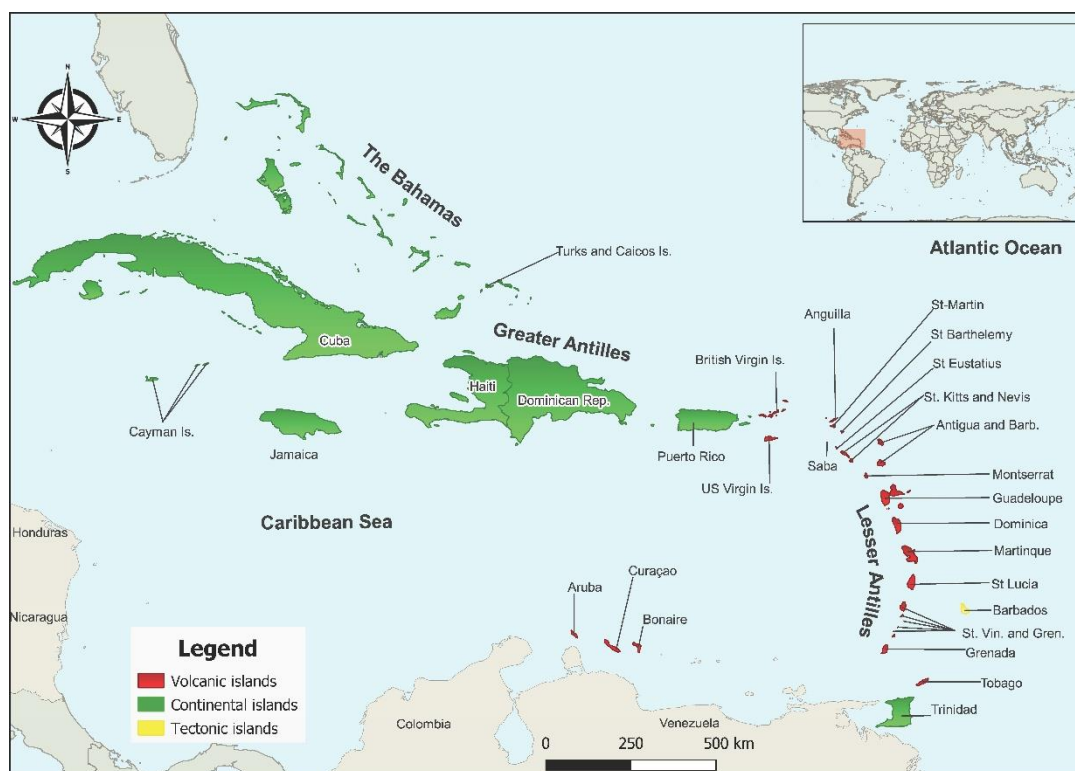 N
W
E
S
The Bahamas
Atlantic Ocean
Turks and Caicos Is.
St-Martin
Anguilla
St Barthelemy
Greater Antilles
Cuba
British Virgin Is.
St Eustatius
Haiti
Dominican Rep.
St. Kitts and Nevis
Cayman Is.
Antigua and Barb.
Jamaica
Puerto Rico
Saba
US Virgin Is.
Montserrat
Guadeloupe
Caribbean Sea
Lesser Antilles
Dominica
Honduras
Martinque
Curaçao
Aruba
St Lucia
Bonaire
Nicaragua
Barbados
St. Vin. and Gren.
Grenada
Legend
Volcanic islands
Continental islands
Tectonic islands
Tobago
Trinidad
Colombia
Venezuela
0 250 500 km